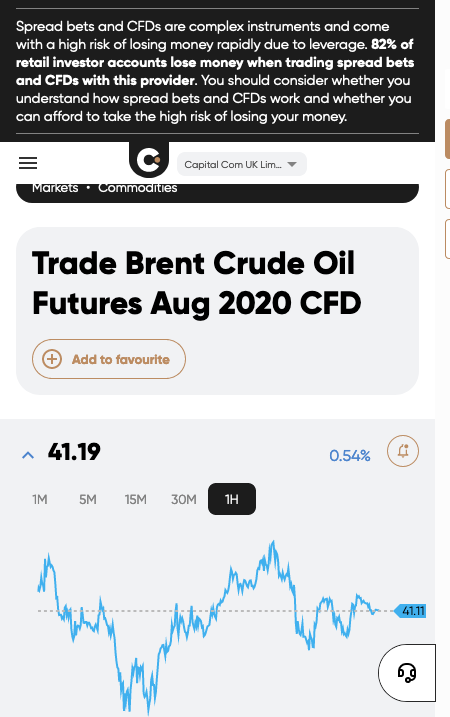 Spread bets and CFDs are complex instruments and come
with a high risk of losing money rapidly due to leverage. 82% of
retail investor accounts lose money when trading spread bets
and CFDs with this provider. You should consider whether you
understand how spread bets and CFDs work and whether you
can afford to take the high risk of losing your money.
Capital Com UK Lim...
Markets • Commodities
Trade Brent Crude Oil
Futures Aug 2020 CFD
Add to favourite
41.19
0.54%
1M 5M 15M 30M 1H
41.11